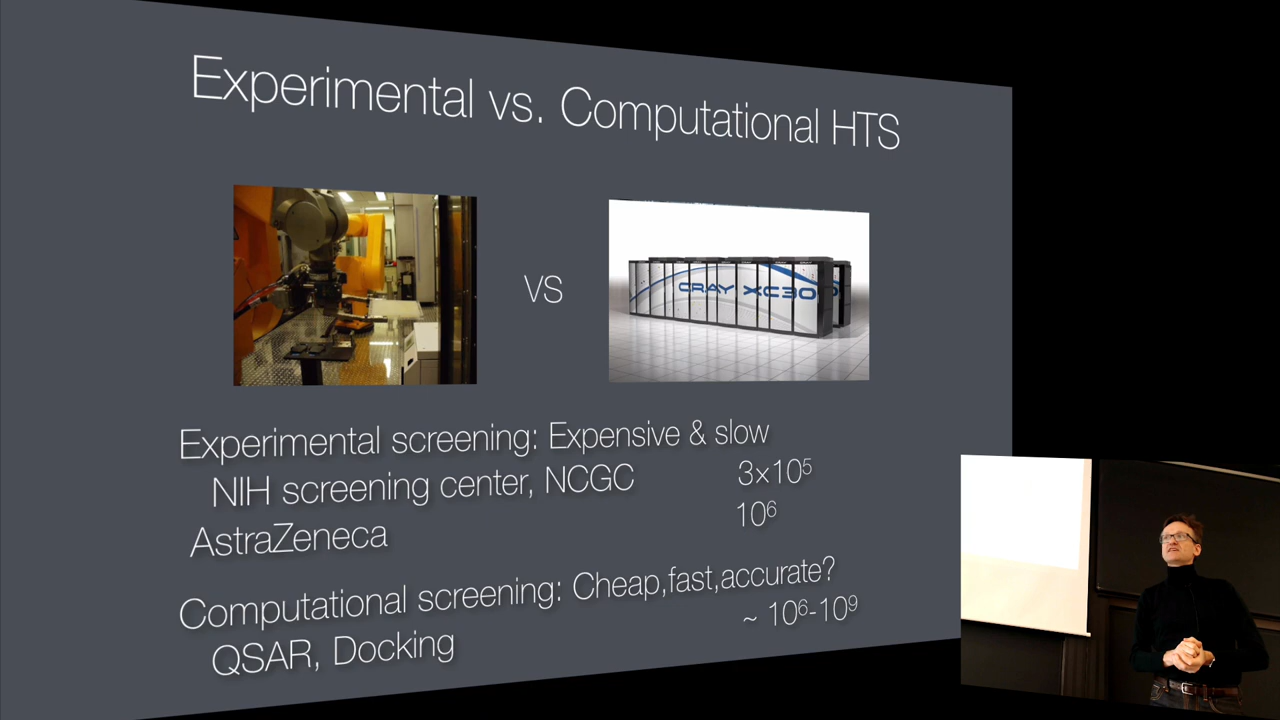 Experimental vs. Computational HTS
VS
CRAY XC30
Experimental screening: Expensive & slow
NIH screening center, NCGC 3×10⁵
AstraZeneca 10⁶
Computational screening: Cheap,fast,accurate?
QSAR, Docking ~ 10⁶-10⁹